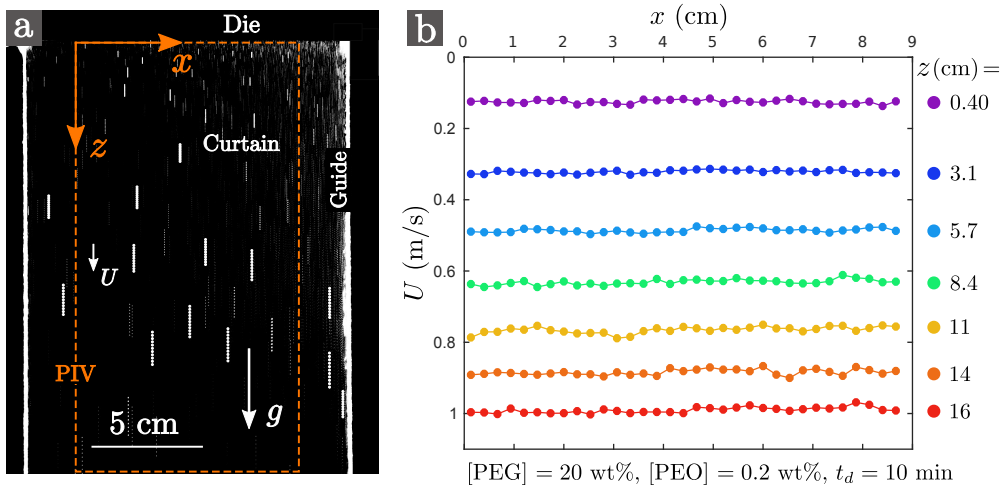 a
Die
x
z
Curtain
Guide
U
PIV
5 cm
g
b
x (cm)
0 1 2 3 4 5 6 7 8 9
z(cm) =
0
0.2
0.4
0.6
0.8
1
U (m/s)
0.40
3.1
5.7
8.4
11
14
16
[PEG] = 20 wt%, [PEO] = 0.2 wt%, t_d = 10 min